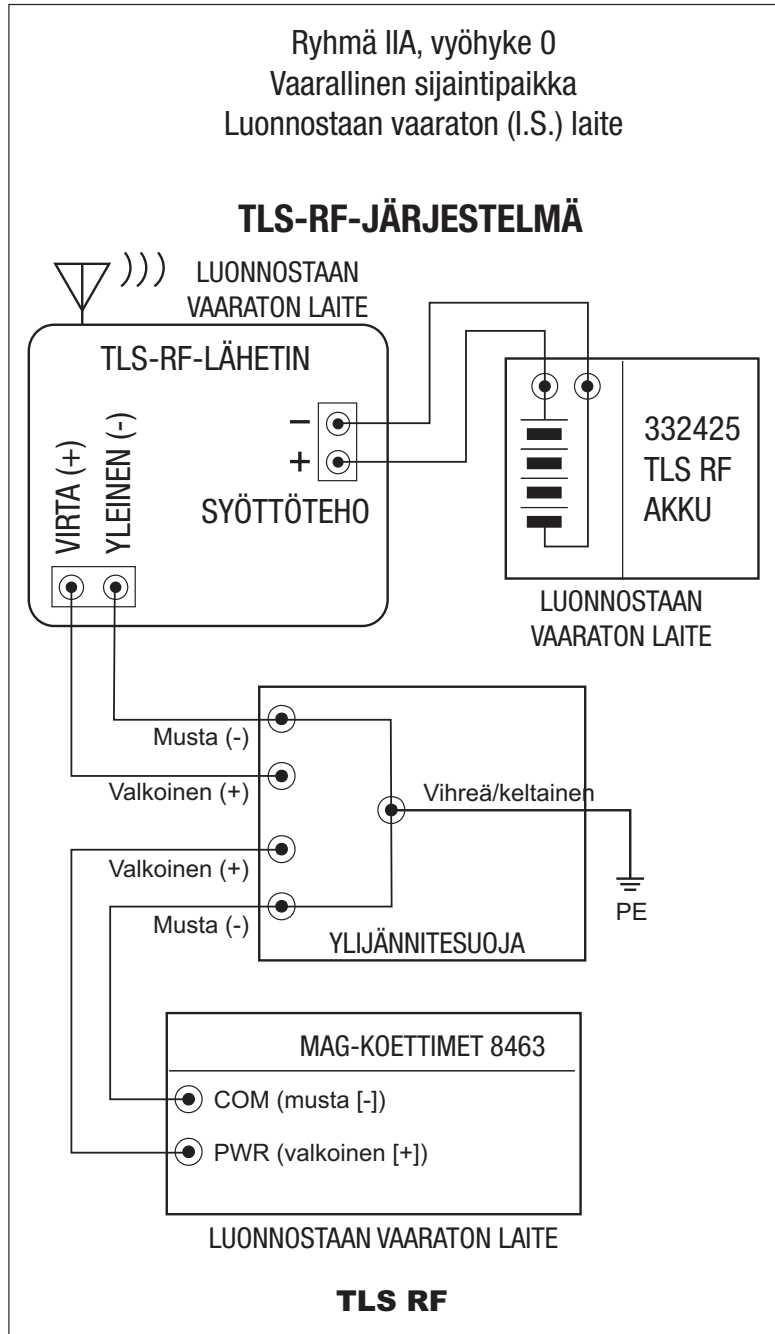 Ryhmä IIA, vyöhyke 0
Vaarallinen sijaintipaikka
Luonnostaan vaaraton (I.S.) laite
TLS-RF-JÄRJESTELMÄ
LUONNOSTAAN
VAARATON LAITE
TLS-RF-LÄHETIN
VIRTA (+)
YLEINEN (-)
−
+
SYÖTTÖTEHO
332425
TLS RF
AKKU
LUONNOSTAAN
VAARATON LAITE
Musta (-)
Valkoinen (+)
Vihreä/keltainen
Valkoinen (+)
Musta (-)
PE
YLIJÄNNITESUOJA
MAG-KOETTIMET 8463
COM (musta [-])
PWR (valkoinen [+])
LUONNOSTAAN VAARATON LAITE
TLS RF